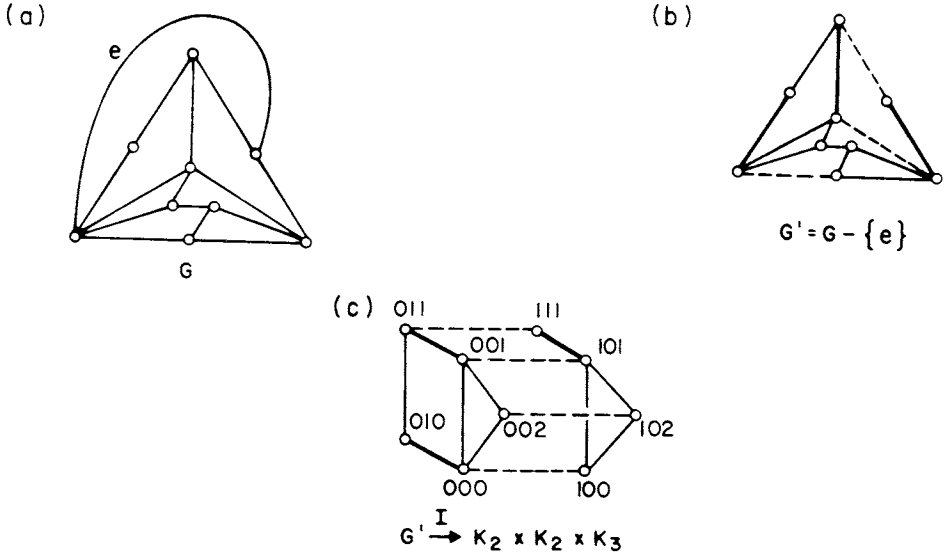 (a)
e
G
(b)
G' = G - {e}
(c)
011
111
001
101
010
002
102
000
100
G' I→ K₂ x K₂ x K₃